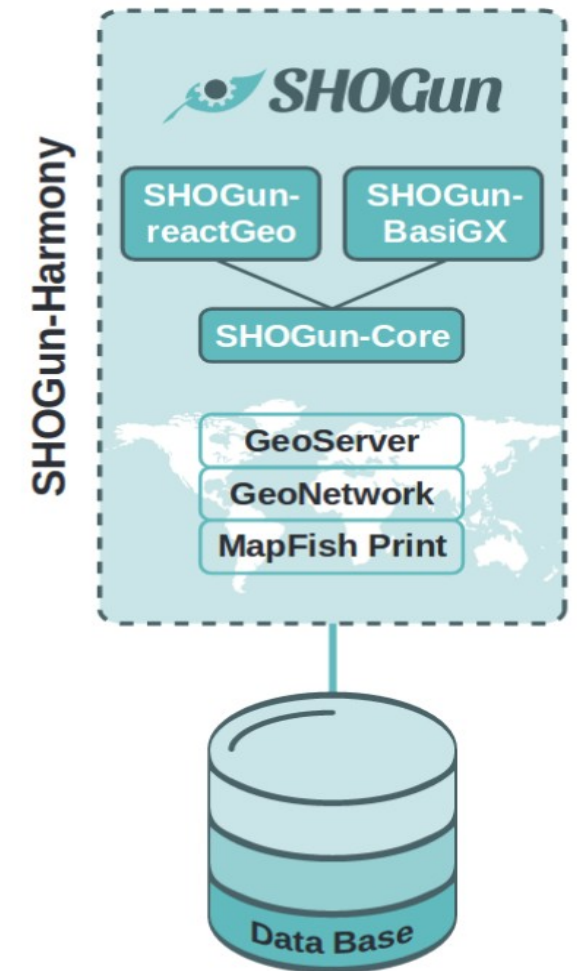 SHOGun-Harmony
SHOGun
SHOGun-
reactGeo
SHOGun-
BasiGX
SHOGun-Core
GeoServer
GeoNetwork
MapFish Print
Data Base